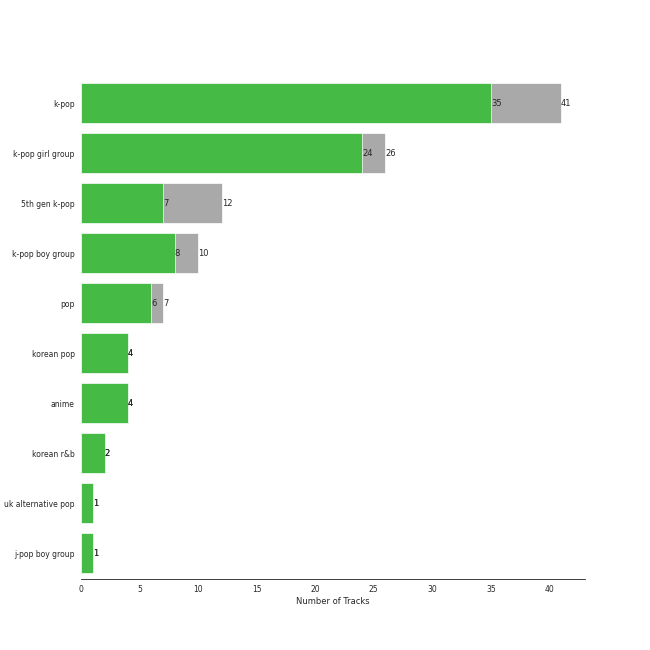 k-pop 35 41
k-pop girl group 24 26
5th gen k-pop 7 12
k-pop boy group 8 10
pop 6 7
korean pop 4
anime 4
korean r&b 2
uk alternative pop 1
j-pop boy group 1
0 5 10 15 20 25 30 35 40
Number of Tracks